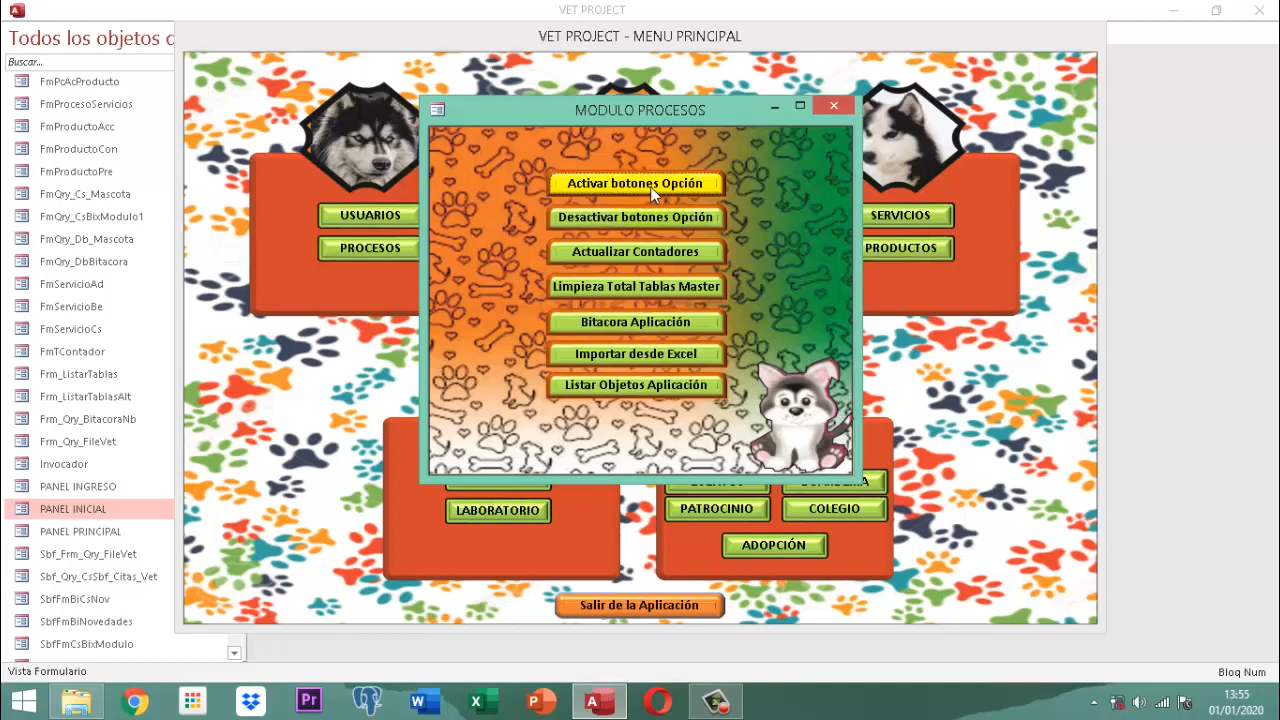 VET PROJECT
Todos los objetos d
Buscar...
FmPcAcProducto
FmProcesoServicios
FmProductoAcc
FmProductoCon
FmProductoPre
FmQry_Cs_Mascota
FmQry_CsBixModulo1
FmQry_Db_Mascota
FmQry_DbBitacora
FmServicioAd
FmServicioBe
FmServicioCs
FmTContador
Frm_ListarTablas
Frm_ListarTablasAlt
Frm_Qry_BitacoraNb
Frm_Qry_FileVet
Invocador
PANEL INGRESO
PANEL INICIAL
PANEL PRINCIPAL
Sbf_Frm_Qry_FileVet
Sbf_Qry_CsSbf_Citas_Vet
SbfFmBiCsNov
SbfFmBiNovedades
SbfFmCsBixModulo
VET PROJECT - MENU PRINCIPAL
USUARIOS
PROCESOS
SERVICIOS
PRODUCTOS
MODULO PROCESOS
Activar botones Opción
Desactivar botones Opción
Actualizar Contadores
Limpieza Total Tablas Master
Bitacora Aplicación
Importar desde Excel
Listar Objetos Aplicación
LABORATORIO
PATROCINIO
COLEGIO
ADOPCIÓN
Salir de la Aplicación
Vista Formulario
Bloq Num
13:55
01/01/2020